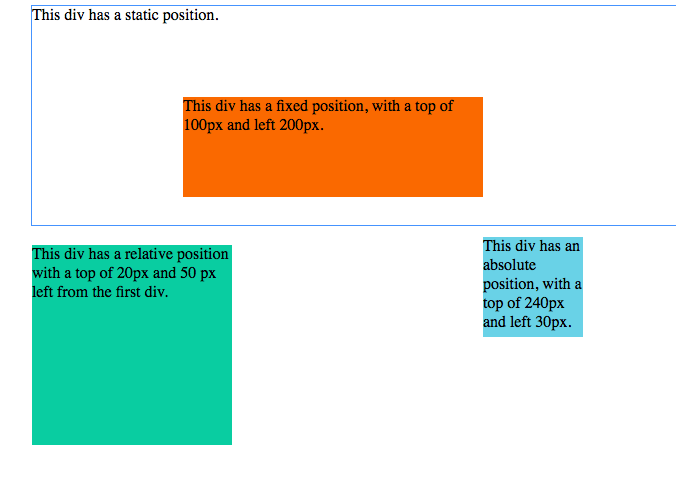 This div has a static position.
This div has a fixed position, with a top of
100px and left 200px.
This div has a relative position
with a top of 20px and 50 px
left from the first div.
This div has an
absolute
position, with a
top of 240px
and left 30px.